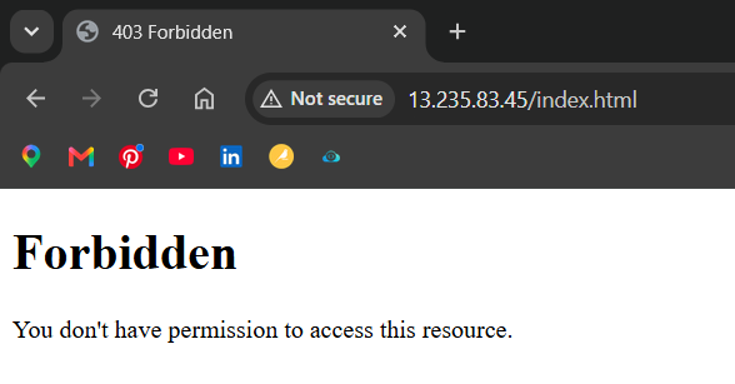 403 Forbidden
Not secure
13.235.83.45/index.html
in
Forbidden
You don't have permission to access this resource.